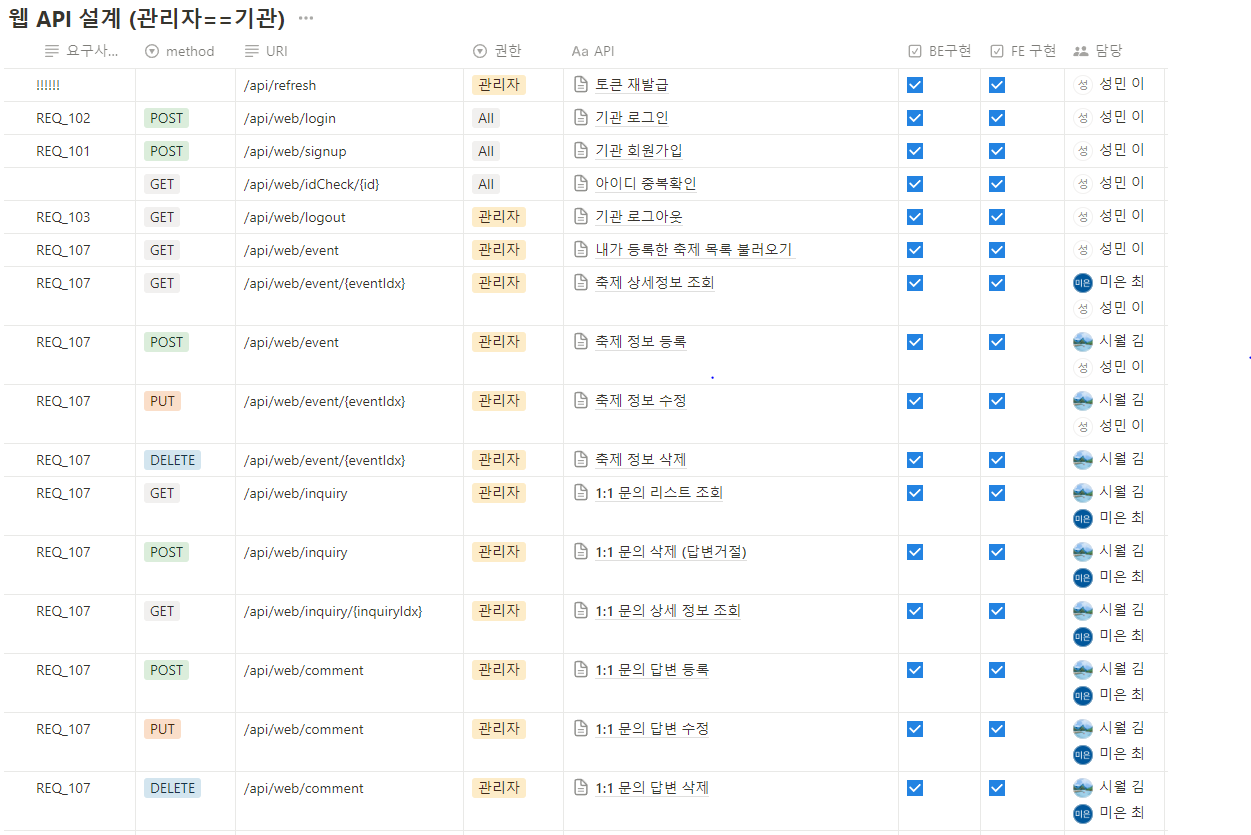 웹 API 설계 (관리자==기관) ···
요구사... method URI 권한 Aa API BE구현 FE 구현 담당
!!!!!! /api/refresh 관리자 토큰 재발급 성 성민 이
REQ_102 POST /api/web/login All 기관 로그인 성 성민 이
REQ_101 POST /api/web/signup All 기관 회원가입 성 성민 이
GET /api/web/idCheck/{id} All 아이디 중복확인 성 성민 이
REQ_103 GET /api/web/logout 관리자 기관 로그아웃 성 성민 이
REQ_107 GET /api/web/event 관리자 내가 등록한 축제 목록 불러오기 성 성민 이
REQ_107 GET /api/web/event/{eventIdx} 관리자 축제 상세정보 조회 미은 미은 최
성 성민 이
REQ_107 POST /api/web/event 관리자 축제 정보 등록 시월 김
성 성민 이
REQ_107 PUT /api/web/event/{eventIdx} 관리자 축제 정보 수정 시월 김
성 성민 이
REQ_107 DELETE /api/web/event/{eventIdx} 관리자 축제 정보 삭제 시월 김
REQ_107 GET /api/web/inquiry 관리자 1:1 문의 리스트 조회 시월 김
미은 미은 최
REQ_107 POST /api/web/inquiry 관리자 1:1 문의 삭제 (답변거절) 시월 김
미은 미은 최
REQ_107 GET /api/web/inquiry/{inquiryIdx} 관리자 1:1 문의 상세 정보 조회 시월 김
미은 미은 최
REQ_107 POST /api/web/comment 관리자 1:1 문의 답변 등록 시월 김
미은 미은 최
REQ_107 PUT /api/web/comment 관리자 1:1 문의 답변 수정 시월 김
미은 미은 최
REQ_107 DELETE /api/web/comment 관리자 1:1 문의 답변 삭제 시월 김
미은 미은 최